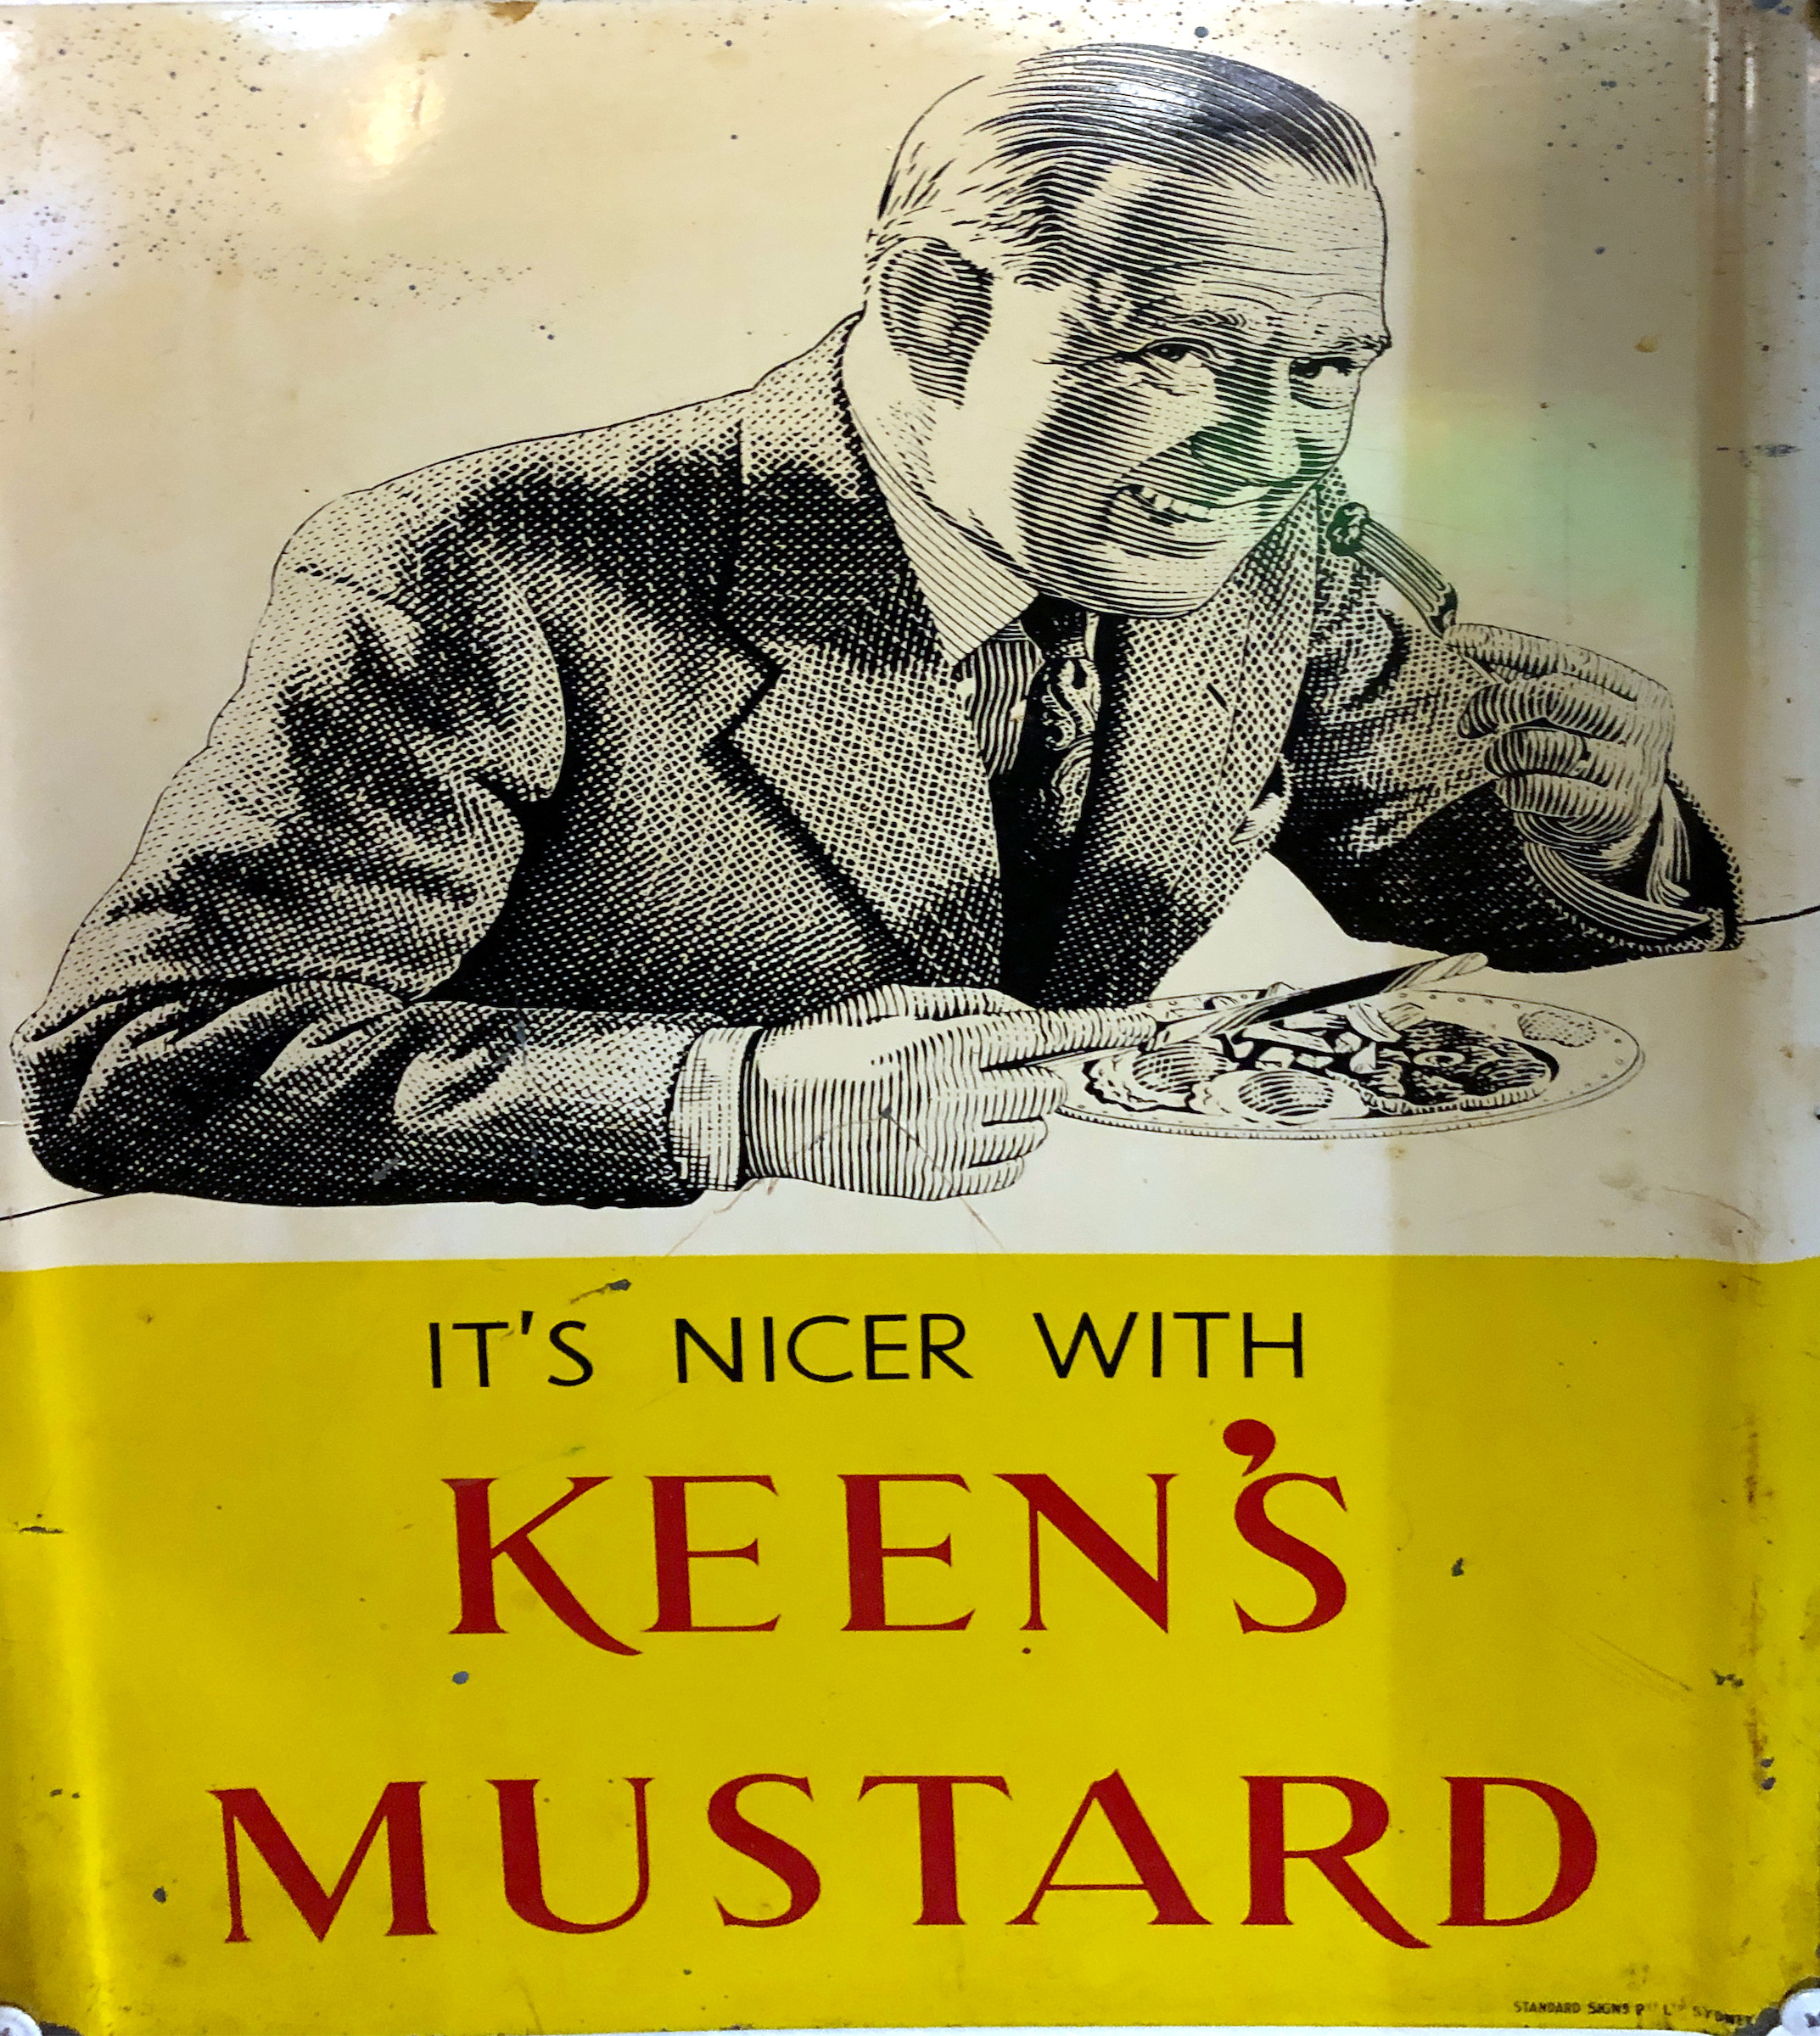 IT'S NICER WITH
KEEN'S
MUSTARD
STANDARD SIGNS PTY LTD SYDNEY